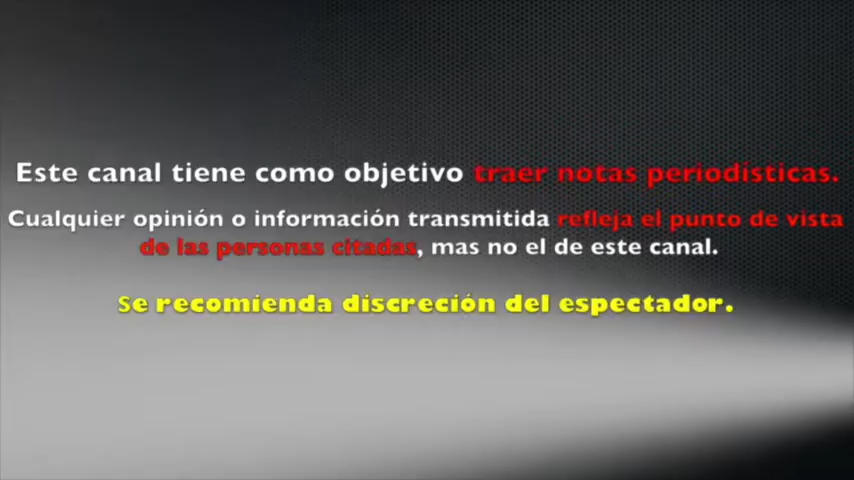 Este canal tiene como objetivo traer notas periodísticas.
Cualquier opinión o información transmitida refleja el punto de vista
de las personas citadas, mas no el de este canal.
Se recomienda discreción del espectador.